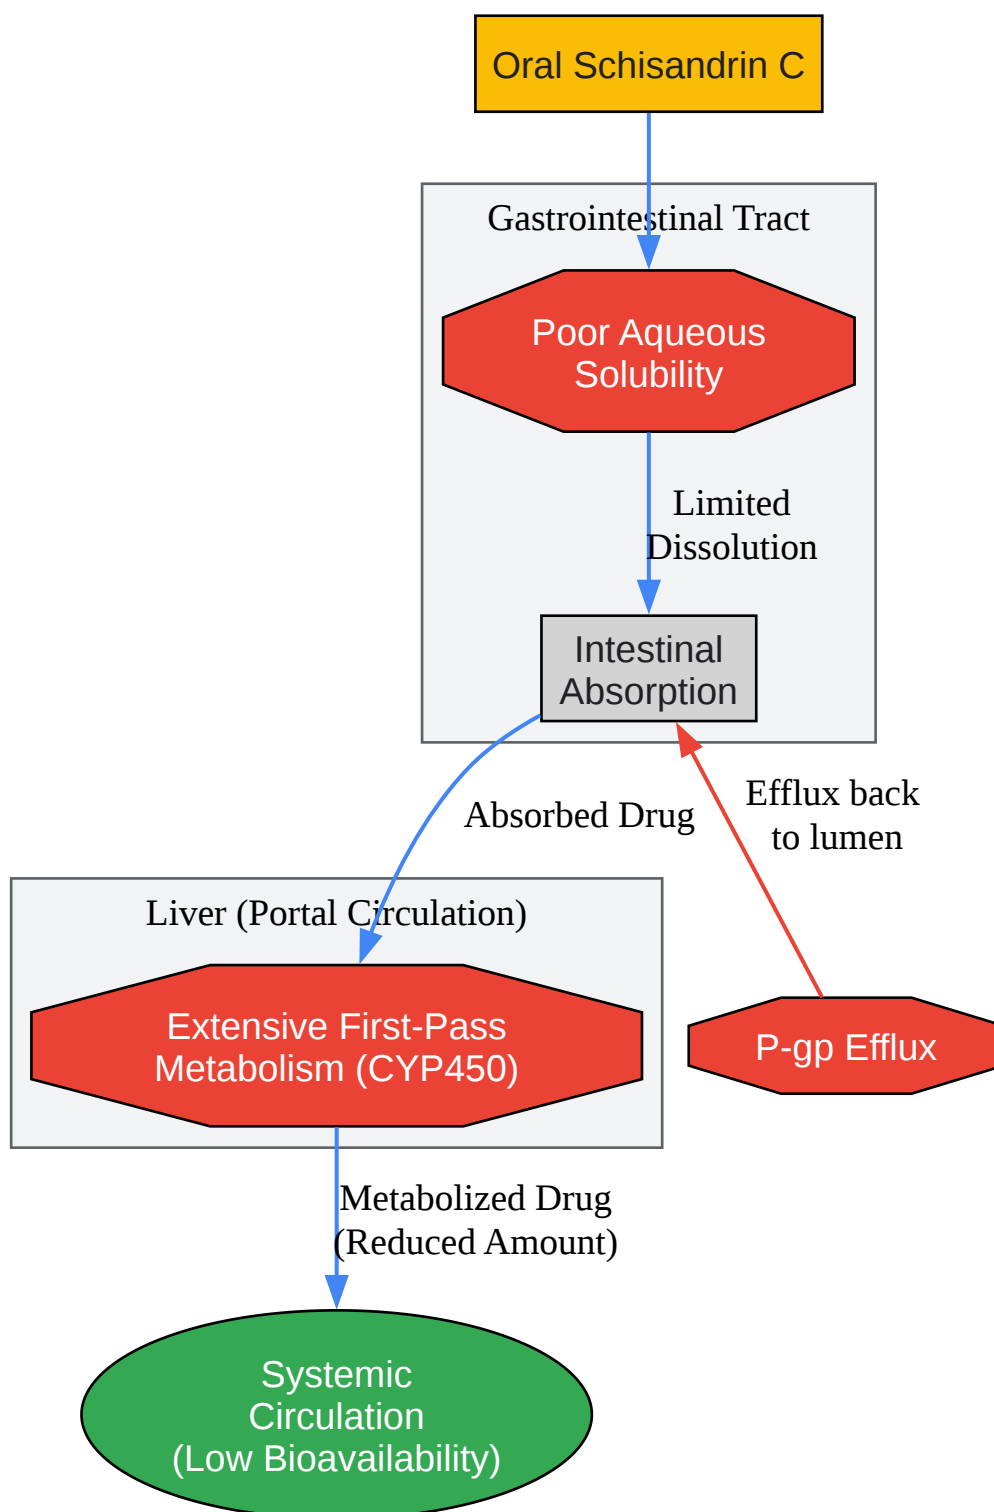 Oral Schisandrin C
Gastrointestinal Tract
Poor Aqueous
Solubility
Limited
Dissolution
Intestinal
Absorption
Absorbed Drug
Efflux back
to lumen
Liver (Portal Circulation)
Extensive First-Pass
Metabolism (CYP450)
P-gp Efflux
Metabolized Drug
(Reduced Amount)
Systemic
Circulation
(Low Bioavailability)